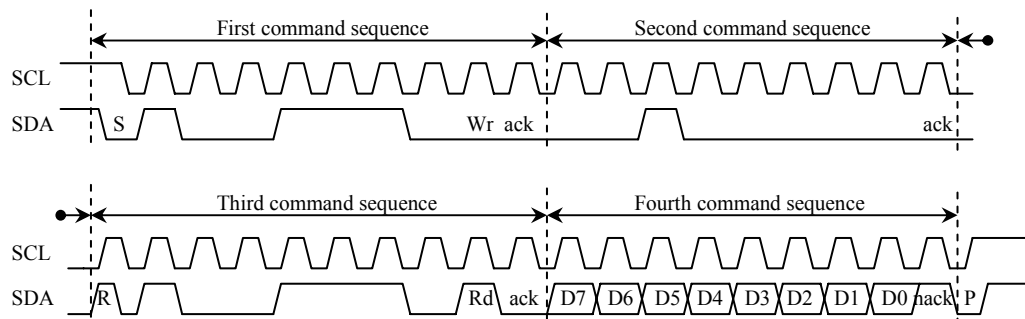 First command sequence Second command sequence
SCL
SDA S Wr ack ack
Third command sequence Fourth command sequence
SCL
SDA R Rd ack D7 D6 D5 D4 D3 D2 D1 D0 nack P